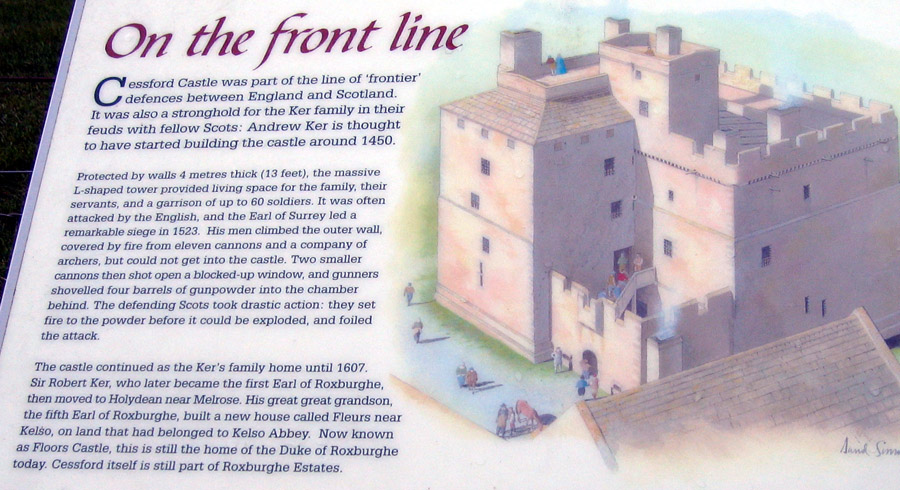 On the front line
Cessford Castle was part of the line of 'frontier'
defences between England and Scotland.
It was also a stronghold for the Ker family in their
feuds with fellow Scots: Andrew Ker is thought
to have started building the castle around 1450.
Protected by walls 4 metres thick (13 feet), the massive
L-shaped tower provided living space for the family, their
servants, and a garrison of up to 60 soldiers. It was often
attacked by the English, and the Earl of Surrey led a
remarkable siege in 1523. His men climbed the outer wall,
covered by fire from eleven cannons and a company of
archers, but could not get into the castle. Two smaller
cannons then shot open a blocked-up window, and gunners
shovelled four barrels of gunpowder into the chamber
behind. The defending Scots took drastic action: they set
fire to the powder before it could be exploded, and foiled
the attack.
The castle continued as the Ker's family home until 1607.
Sir Robert Ker, who later became the first Earl of Roxburghe,
then moved to Holydean near Melrose. His great great grandson,
the fifth Earl of Roxburghe, built a new house called Fleurs near
Kelso, on land that had belonged to Kelso Abbey. Now known
as Floors Castle, this is still the home of the Duke of Roxburghe
today. Cessford itself is still part of Roxburghe Estates.